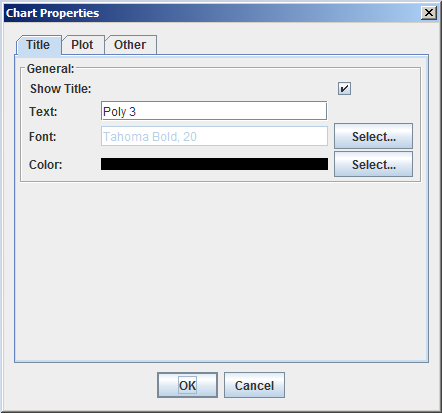 Chart Properties
Title Plot Other
General:
Show Title:
Text: Poly 3
Font: Tahoma Bold, 20 Select...
Color: Select...
OK Cancel